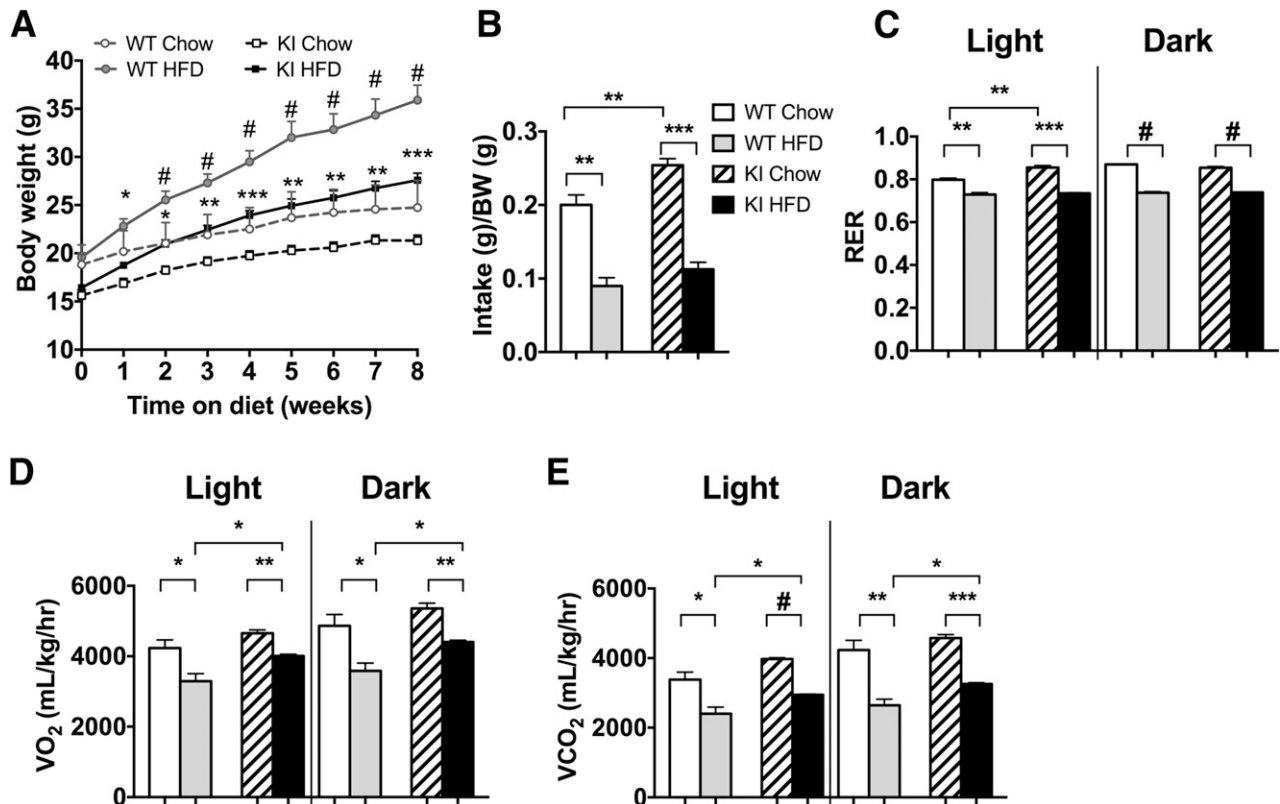 A
WT Chow
KI Chow
WT HFD
KI HFD
Body weight (g)
40
35
30
25
20
15
10
# # # # # # #
* * ** *** ** ** ** ***
0 1 2 3 4 5 6 7 8
Time on diet (weeks)
B
Intake (g)/BW (g)
0.3
0.2
0.1
0.0
**
** ***
WT Chow
WT HFD
KI Chow
KI HFD
C
Light Dark
RER
1.0
0.8
0.6
0.4
0.2
0.0
**
** *** # #
D
Light Dark
VO2 (mL/kg/hr)
6000
4000
2000
0
* *
* ** * **
E
Light Dark
VCO2 (mL/kg/hr)
6000
4000
2000
0
* *
* # ** ***